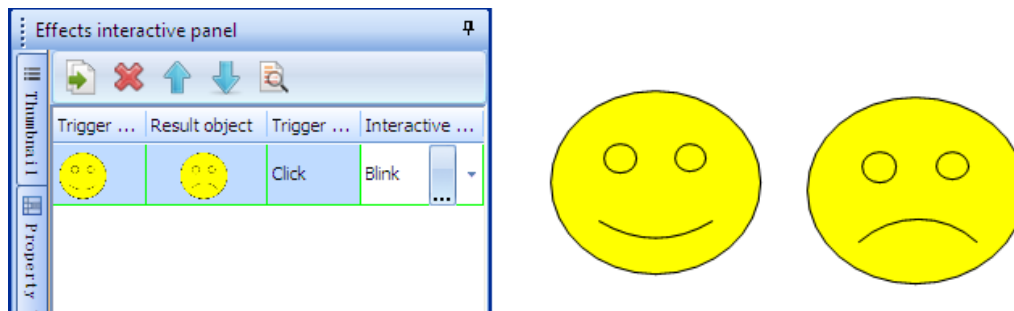 Effects interactive panel
Thumbnail
Trigger ... Result object Trigger ... Interactive ...
Click Blink ...
Property